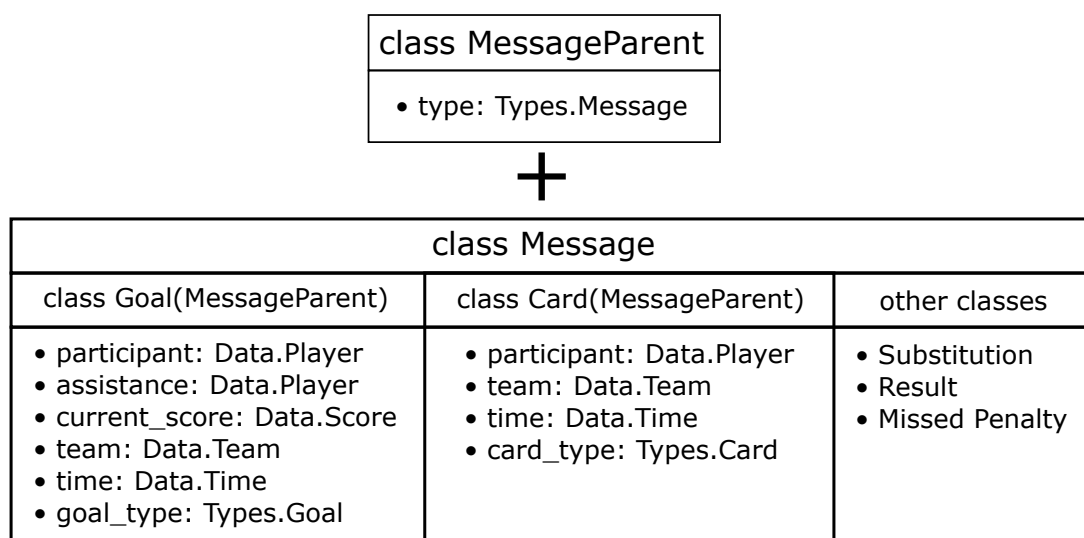 class MessageParent
• type: Types.Message
+
class Message
class Goal(MessageParent)
• participant: Data.Player
• assistance: Data.Player
• current_score: Data.Score
• team: Data.Team
• time: Data.Time
• goal_type: Types.Goal
class Card(MessageParent)
• participant: Data.Player
• team: Data.Team
• time: Data.Time
• card_type: Types.Card
other classes
• Substitution
• Result
• Missed Penalty